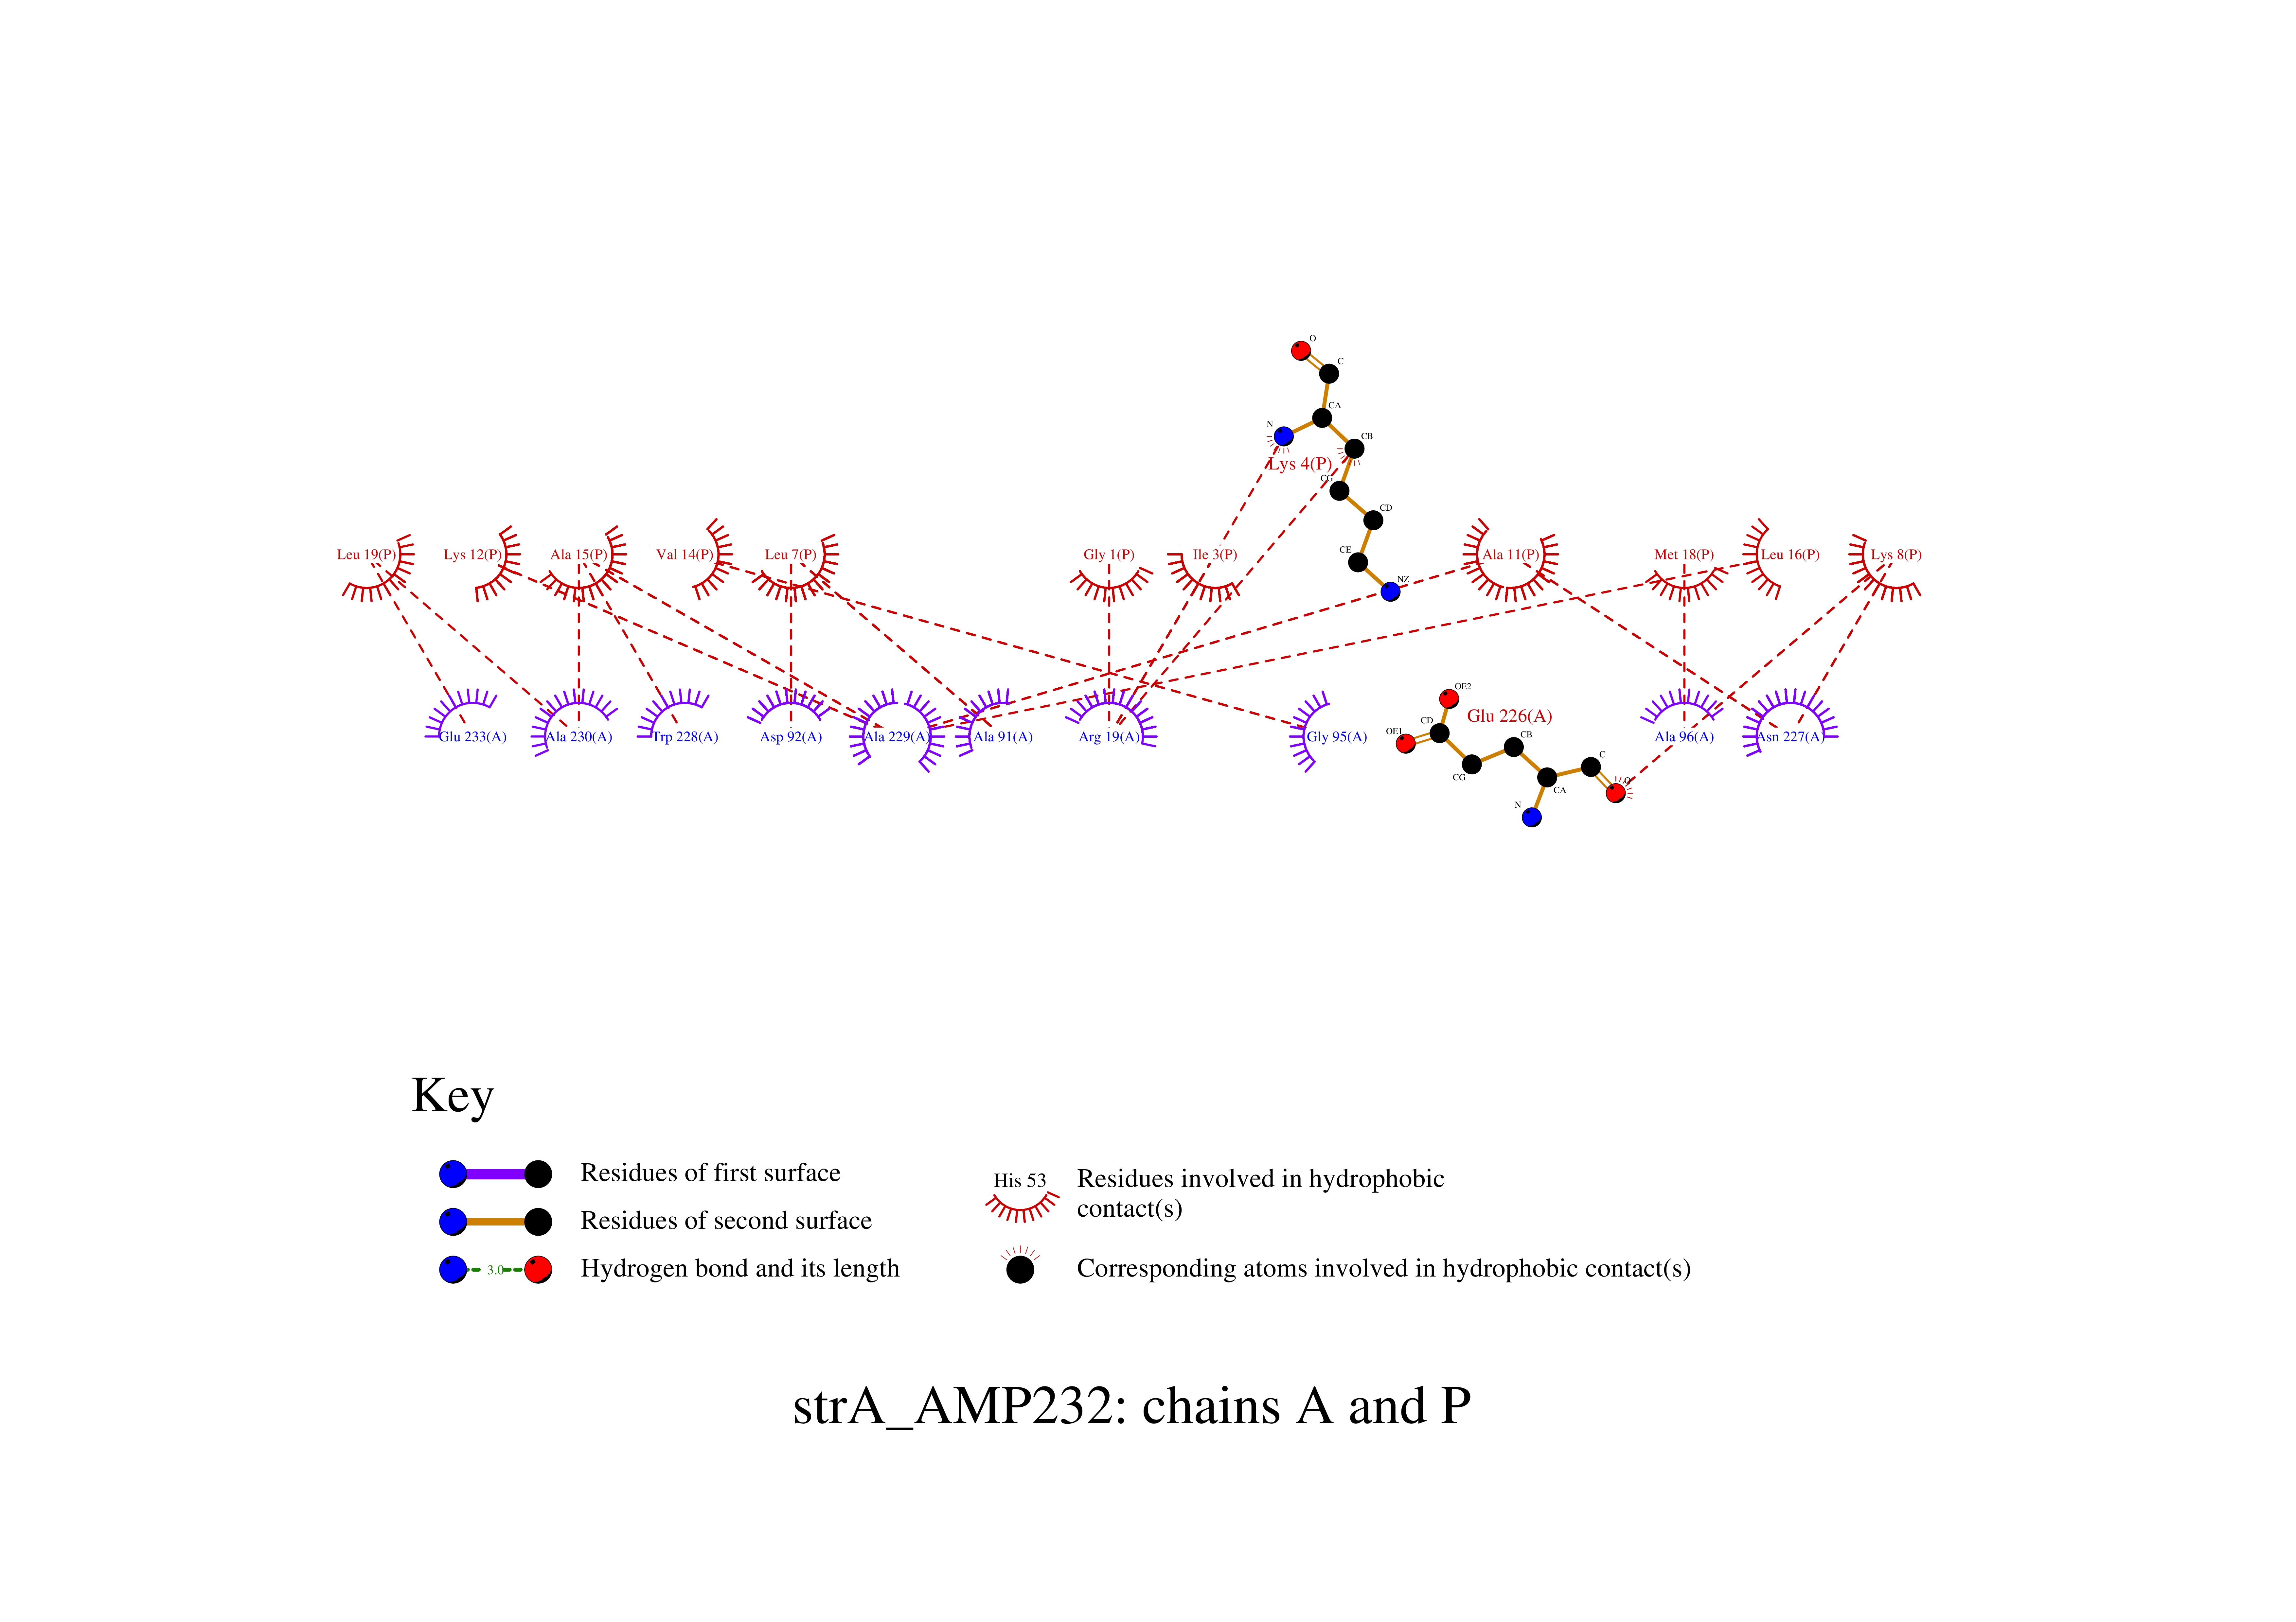 O
C
CA
N
CB
Lys 4(P)
CG
CD
CE
NZ
Leu 19(P) Lys 12(P) Ala 15(P) Val 14(P) Leu 7(P) Gly 1(P) Ile 3(P) Ala 11(P) Met 18(P) Leu 16(P) Lys 8(P)
OE2
Glu 226(A)
CD
OE1
CB
Glu 233(A) Ala 230(A) Trp 228(A) Asp 92(A) Ala 229(A) Ala 91(A) Arg 19(A) Gly 95(A) Ala 96(A) Asn 227(A)
C
CG
O
CA
N
Key
Residues of first surface
Residues of second surface
3.0
Hydrogen bond and its length
His 53
Residues involved in hydrophobic
contact(s)
Corresponding atoms involved in hydrophobic contact(s)
strA_AMP232: chains A and P